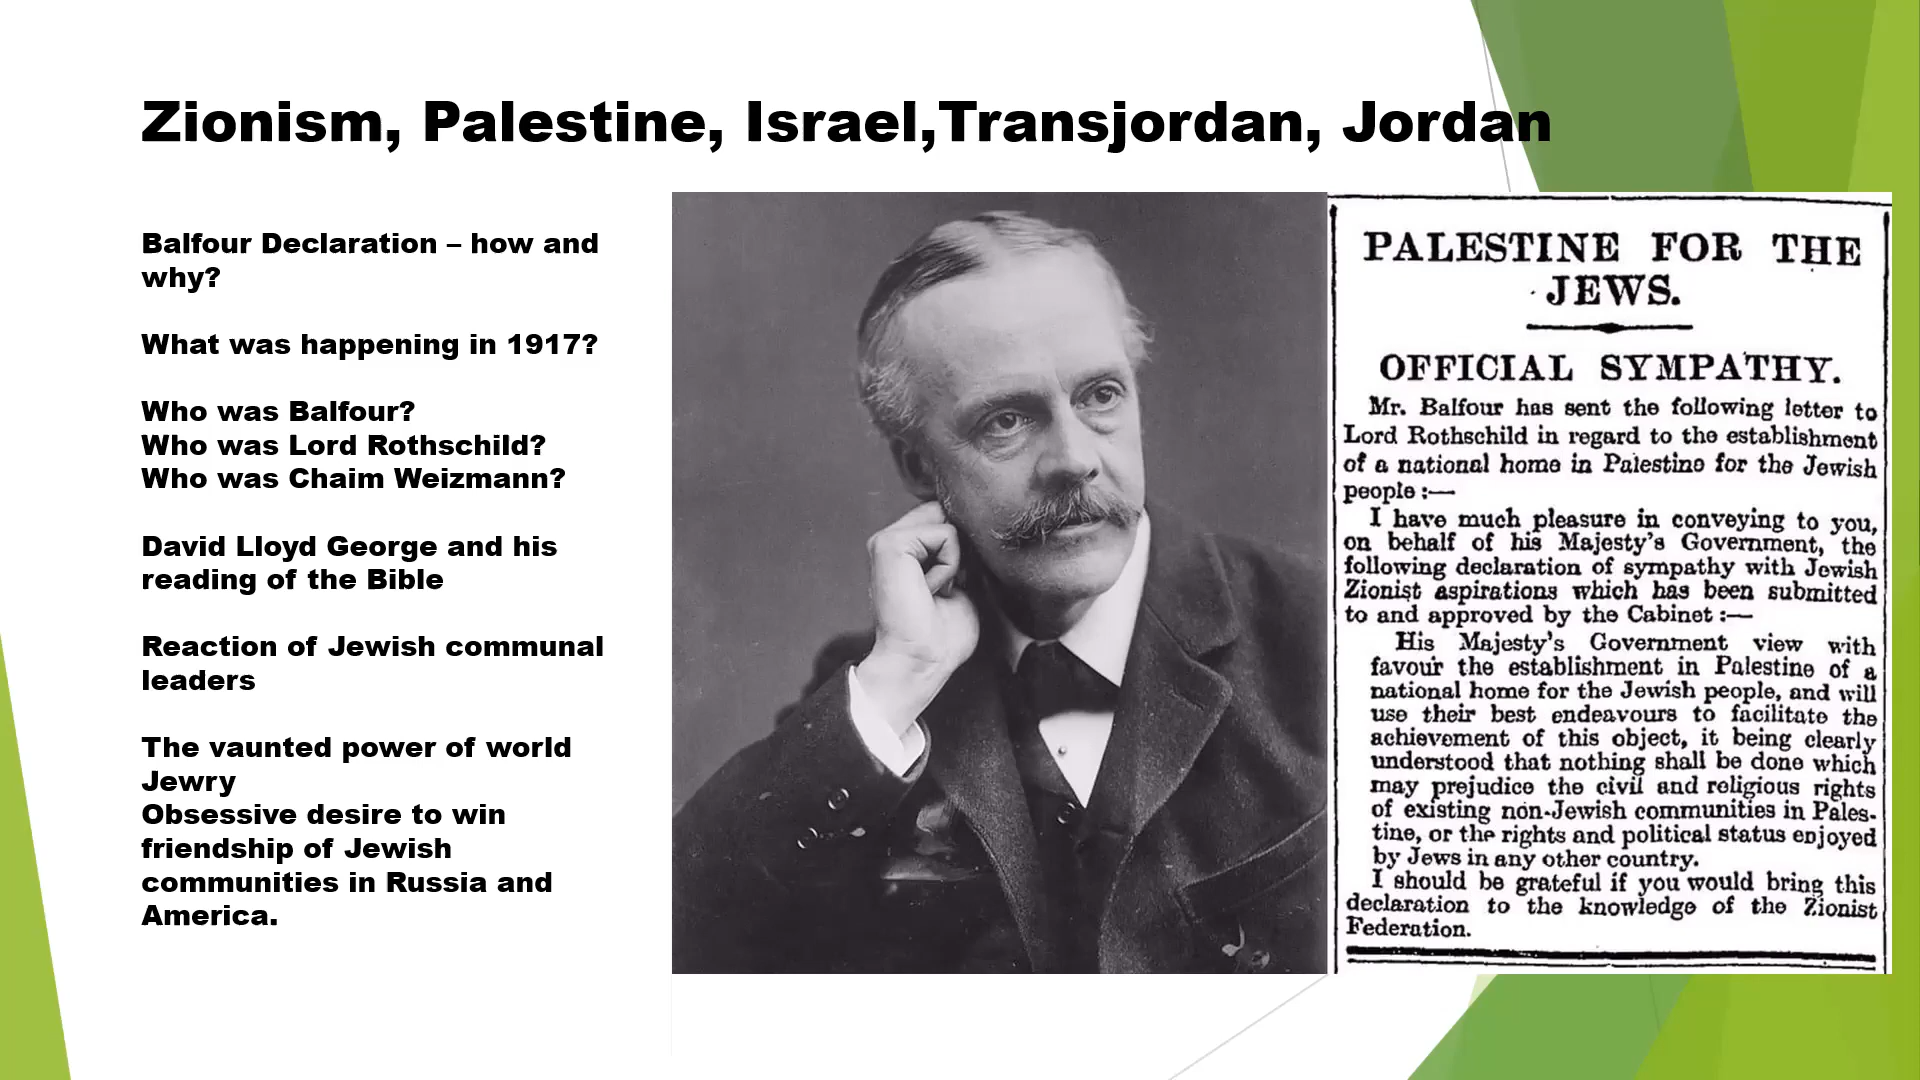 Zionism, Palestine, Israel,Transjordan, Jordan
Balfour Declaration – how and
why?
What was happening in 1917?
Who was Balfour?
Who was Lord Rothschild?
Who was Chaim Weizmann?
David Lloyd George and his
reading of the Bible
Reaction of Jewish communal
leaders
The vaunted power of world
Jewry
Obsessive desire to win
friendship of Jewish
communities in Russia and
America.
PALESTINE FOR THE
JEWS.
OFFICIAL SYMPATHY.
Mr. Balfour has sent the following letter to
Lord Rothschild in regard to the establishment
of a national home in Palestine for the Jewish
people :—
I have much pleasure in conveying to you,
on behalf of his Majesty's Government, the
following declaration of sympathy with Jewish
Zionist aspirations which has been submitted
to and approved by the Cabinet :—
His Majesty's Government view with
favour the establishment in Palestine of a
national home for the Jewish people, and will
use their best endeavours to facilitate the
achievement of this object, it being clearly
understood that nothing shall be done which
may prejudice the civil and religious rights
of existing non-Jewish communities in Pales-
tine, or the rights and political status enjoyed
by Jews in any other country.
I should be grateful if you would bring this
declaration to the knowledge of the Zionist
Federation.